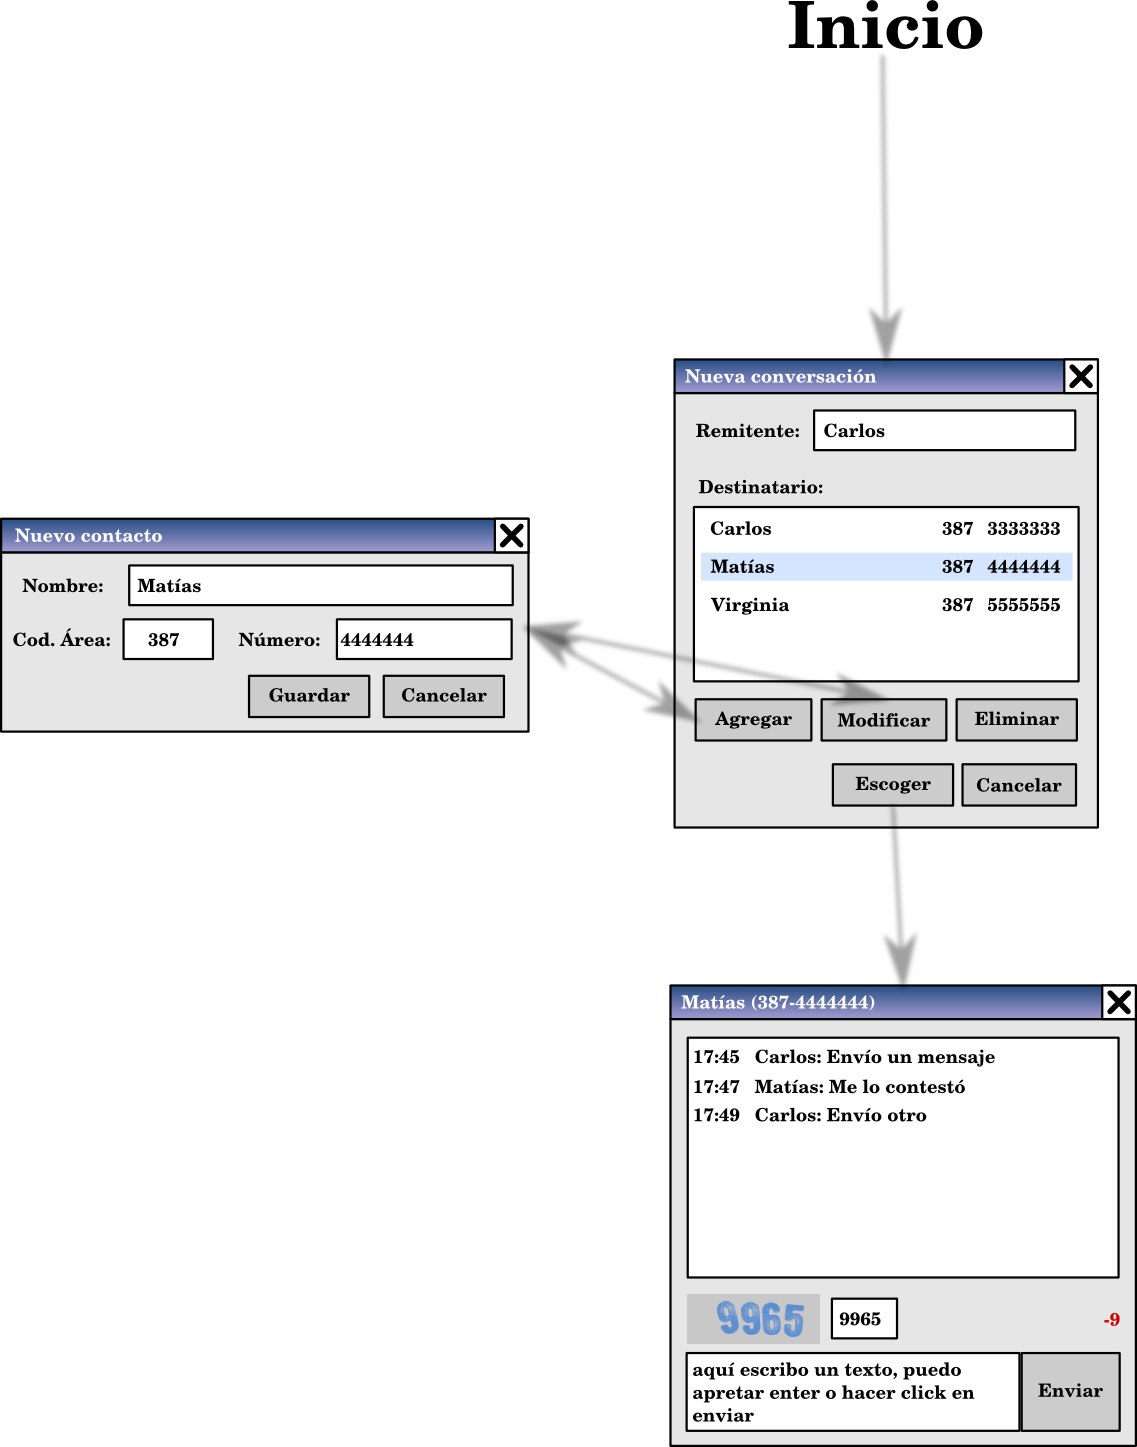 Inicio
Nueva conversación
Remitente: Carlos
Destinatario:
Carlos 387 3333333
Matías 387 4444444
Virginia 387 5555555
Agregar Modificar Eliminar
Escoger Cancelar
Nuevo contacto
Nombre: Matías
Cod. Área: 387 Número: 4444444
Guardar Cancelar
Matías (387-4444444)
17:45 Carlos: Envío un mensaje
17:47 Matías: Me lo contestó
17:49 Carlos: Envío otro
9965 9965 -9
aquí escribo un texto, puedo
apretar enter o hacer click en
enviar
Enviar